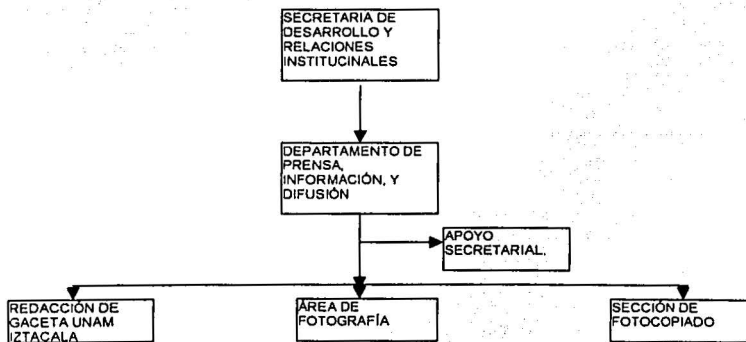 SECRETARIA DE
DESARROLLO Y
RELACIONES
INSTITUCINALES
DEPARTAMENTO DE
PRENSA,
INFORMACIÓN, Y
DIFUSIÓN
APOYO
SECRETARIAL.
REDACCIÓN DE
GACETA UNAM
IZTACALA
ÁREA DE
FOTOGRAFÍA
SECCIÓN DE
FOTOCOPIADO